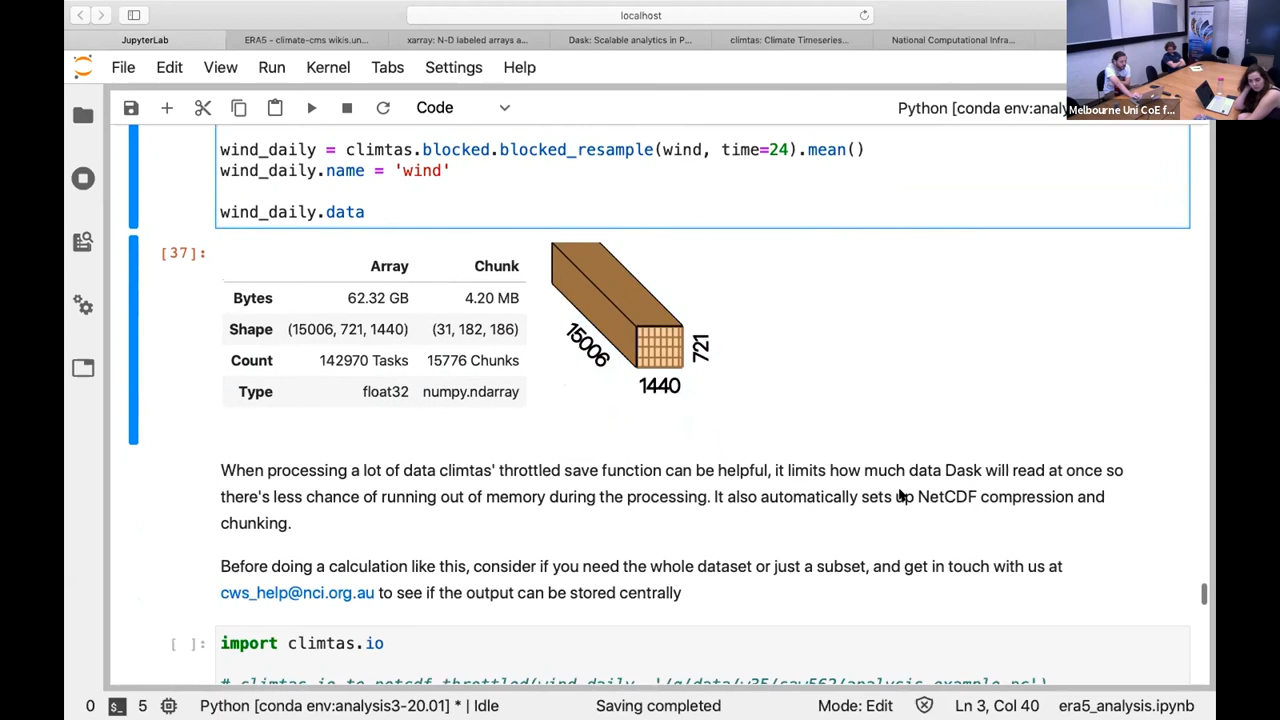 localhost
JupyterLab
ERA5 - climate-cms wikis.un...
xarray: N-D labeled arrays a...
Dask: Scalable analytics in P...
climtas: Climate Timeseries...
National Computational Infra...
Melbourne Uni CoE f...
File Edit View Run Kernel Tabs Settings Help
Code
Python [conda env:analy
wind_daily = climtas.blocked.blocked_resample(wind, time=24).mean()
wind_daily.name = 'wind'
wind_daily.data
[37]:
Array Chunk
Bytes 62.32 GB 4.20 MB
Shape (15006, 721, 1440) (31, 182, 186)
Count 142970 Tasks 15776 Chunks
Type float32 numpy.ndarray
15006
721
1440
When processing a lot of data climtas' throttled save function can be helpful, it limits how much data Dask will read at once so
there's less chance of running out of memory during the processing. It also automatically sets up NetCDF compression and
chunking.
Before doing a calculation like this, consider if you need the whole dataset or just a subset, and get in touch with us at
cws_help@nci.org.au to see if the output can be stored centrally
[ ]:
import climtas.io
# climtas.io.to_netcdf_throttled(wind_daily, '/g/data/w35/saw562/analysis_example.nc')
0 5 Python [conda env:analysis3-20.01] * | Idle Saving completed Mode: Edit Ln 3, Col 40 era5_analysis.ipynb